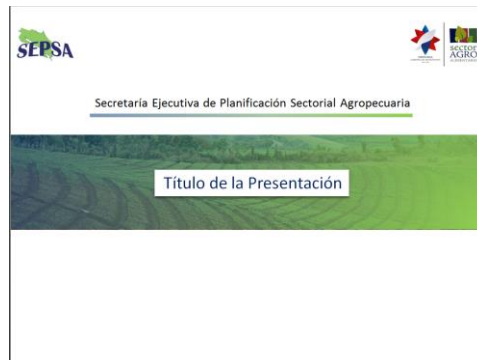 SEPSA
sector
AGRO
Secretaría Ejecutiva de Planificación Sectorial Agropecuaria
Título de la Presentación